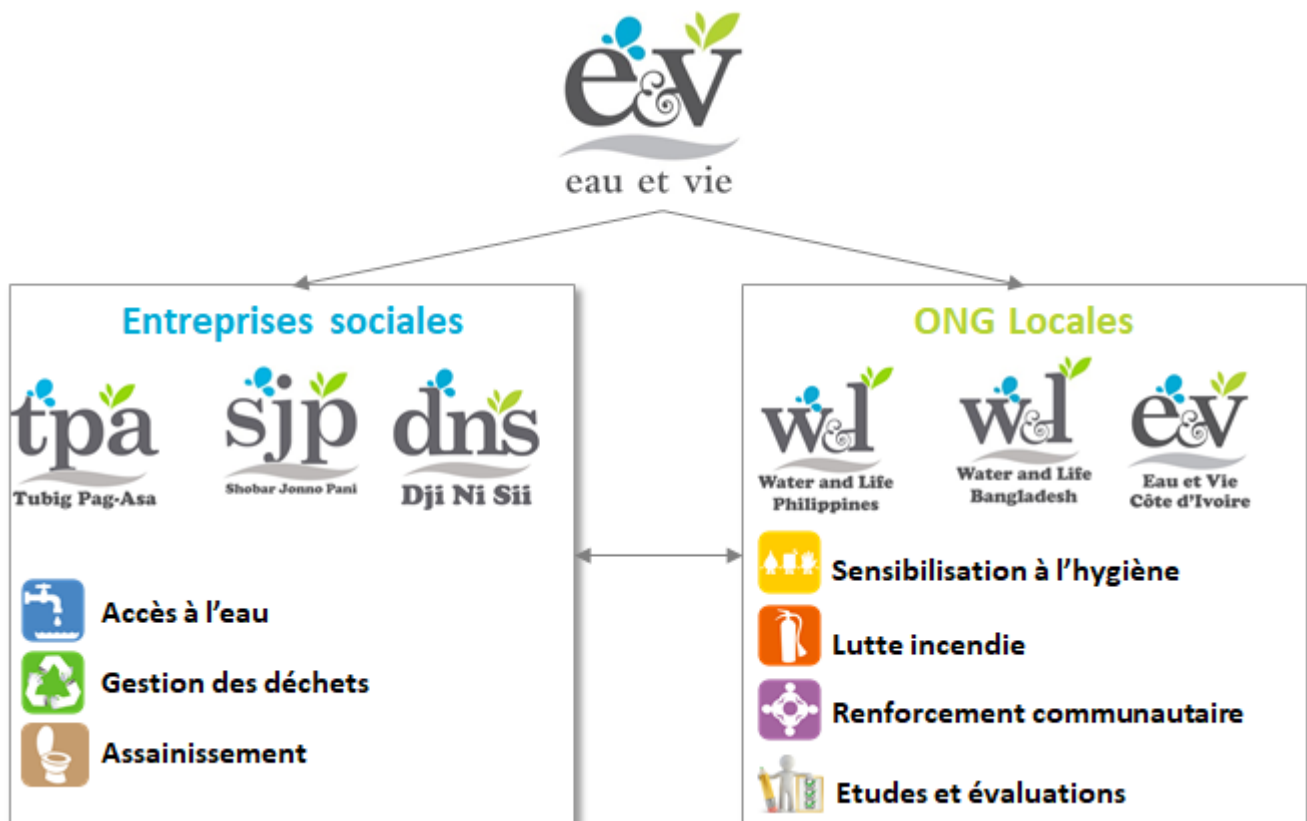 e&v
eau et vie
Entreprises sociales
tpa
Tubig Pag-Asa
sjp
Shobar Jonno Pani
dns
Dji Ni Sii
Accès à l'eau
Gestion des déchets
Assainissement
ONG Locales
w&l
Water and Life
Philippines
w&l
Water and Life
Bangladesh
e&v
Eau et Vie
Côte d'Ivoire
Sensibilisation à l'hygiène
Lutte incendie
Renforcement communautaire
Etudes et évaluations